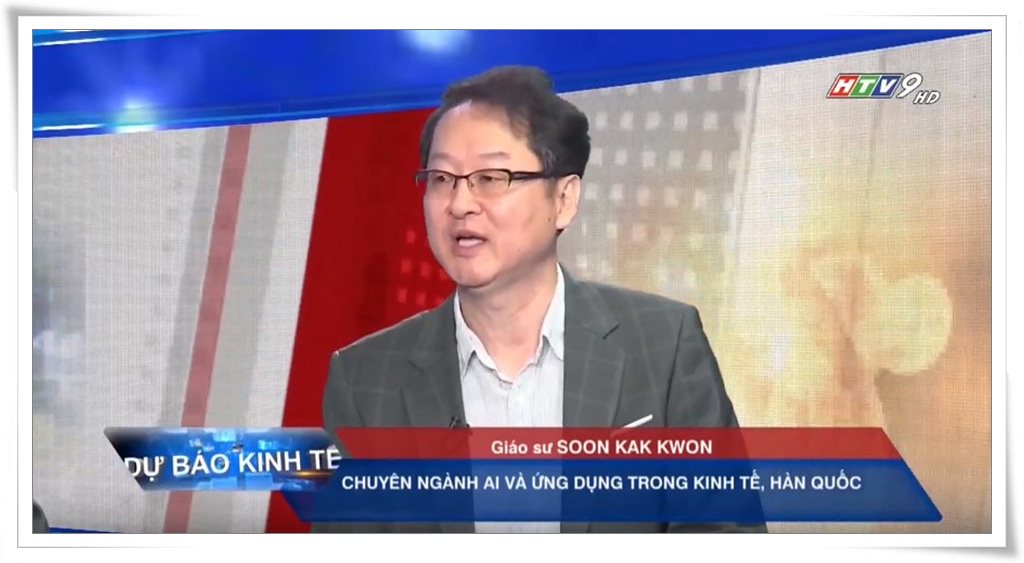 HTV9 HD
Giáo sư SOON KAK KWON
DỰ BÁO KINH TẾ
CHUYÊN NGÀNH AI VÀ ỨNG DỤNG TRONG KINH TẾ, HÀN QUỐC